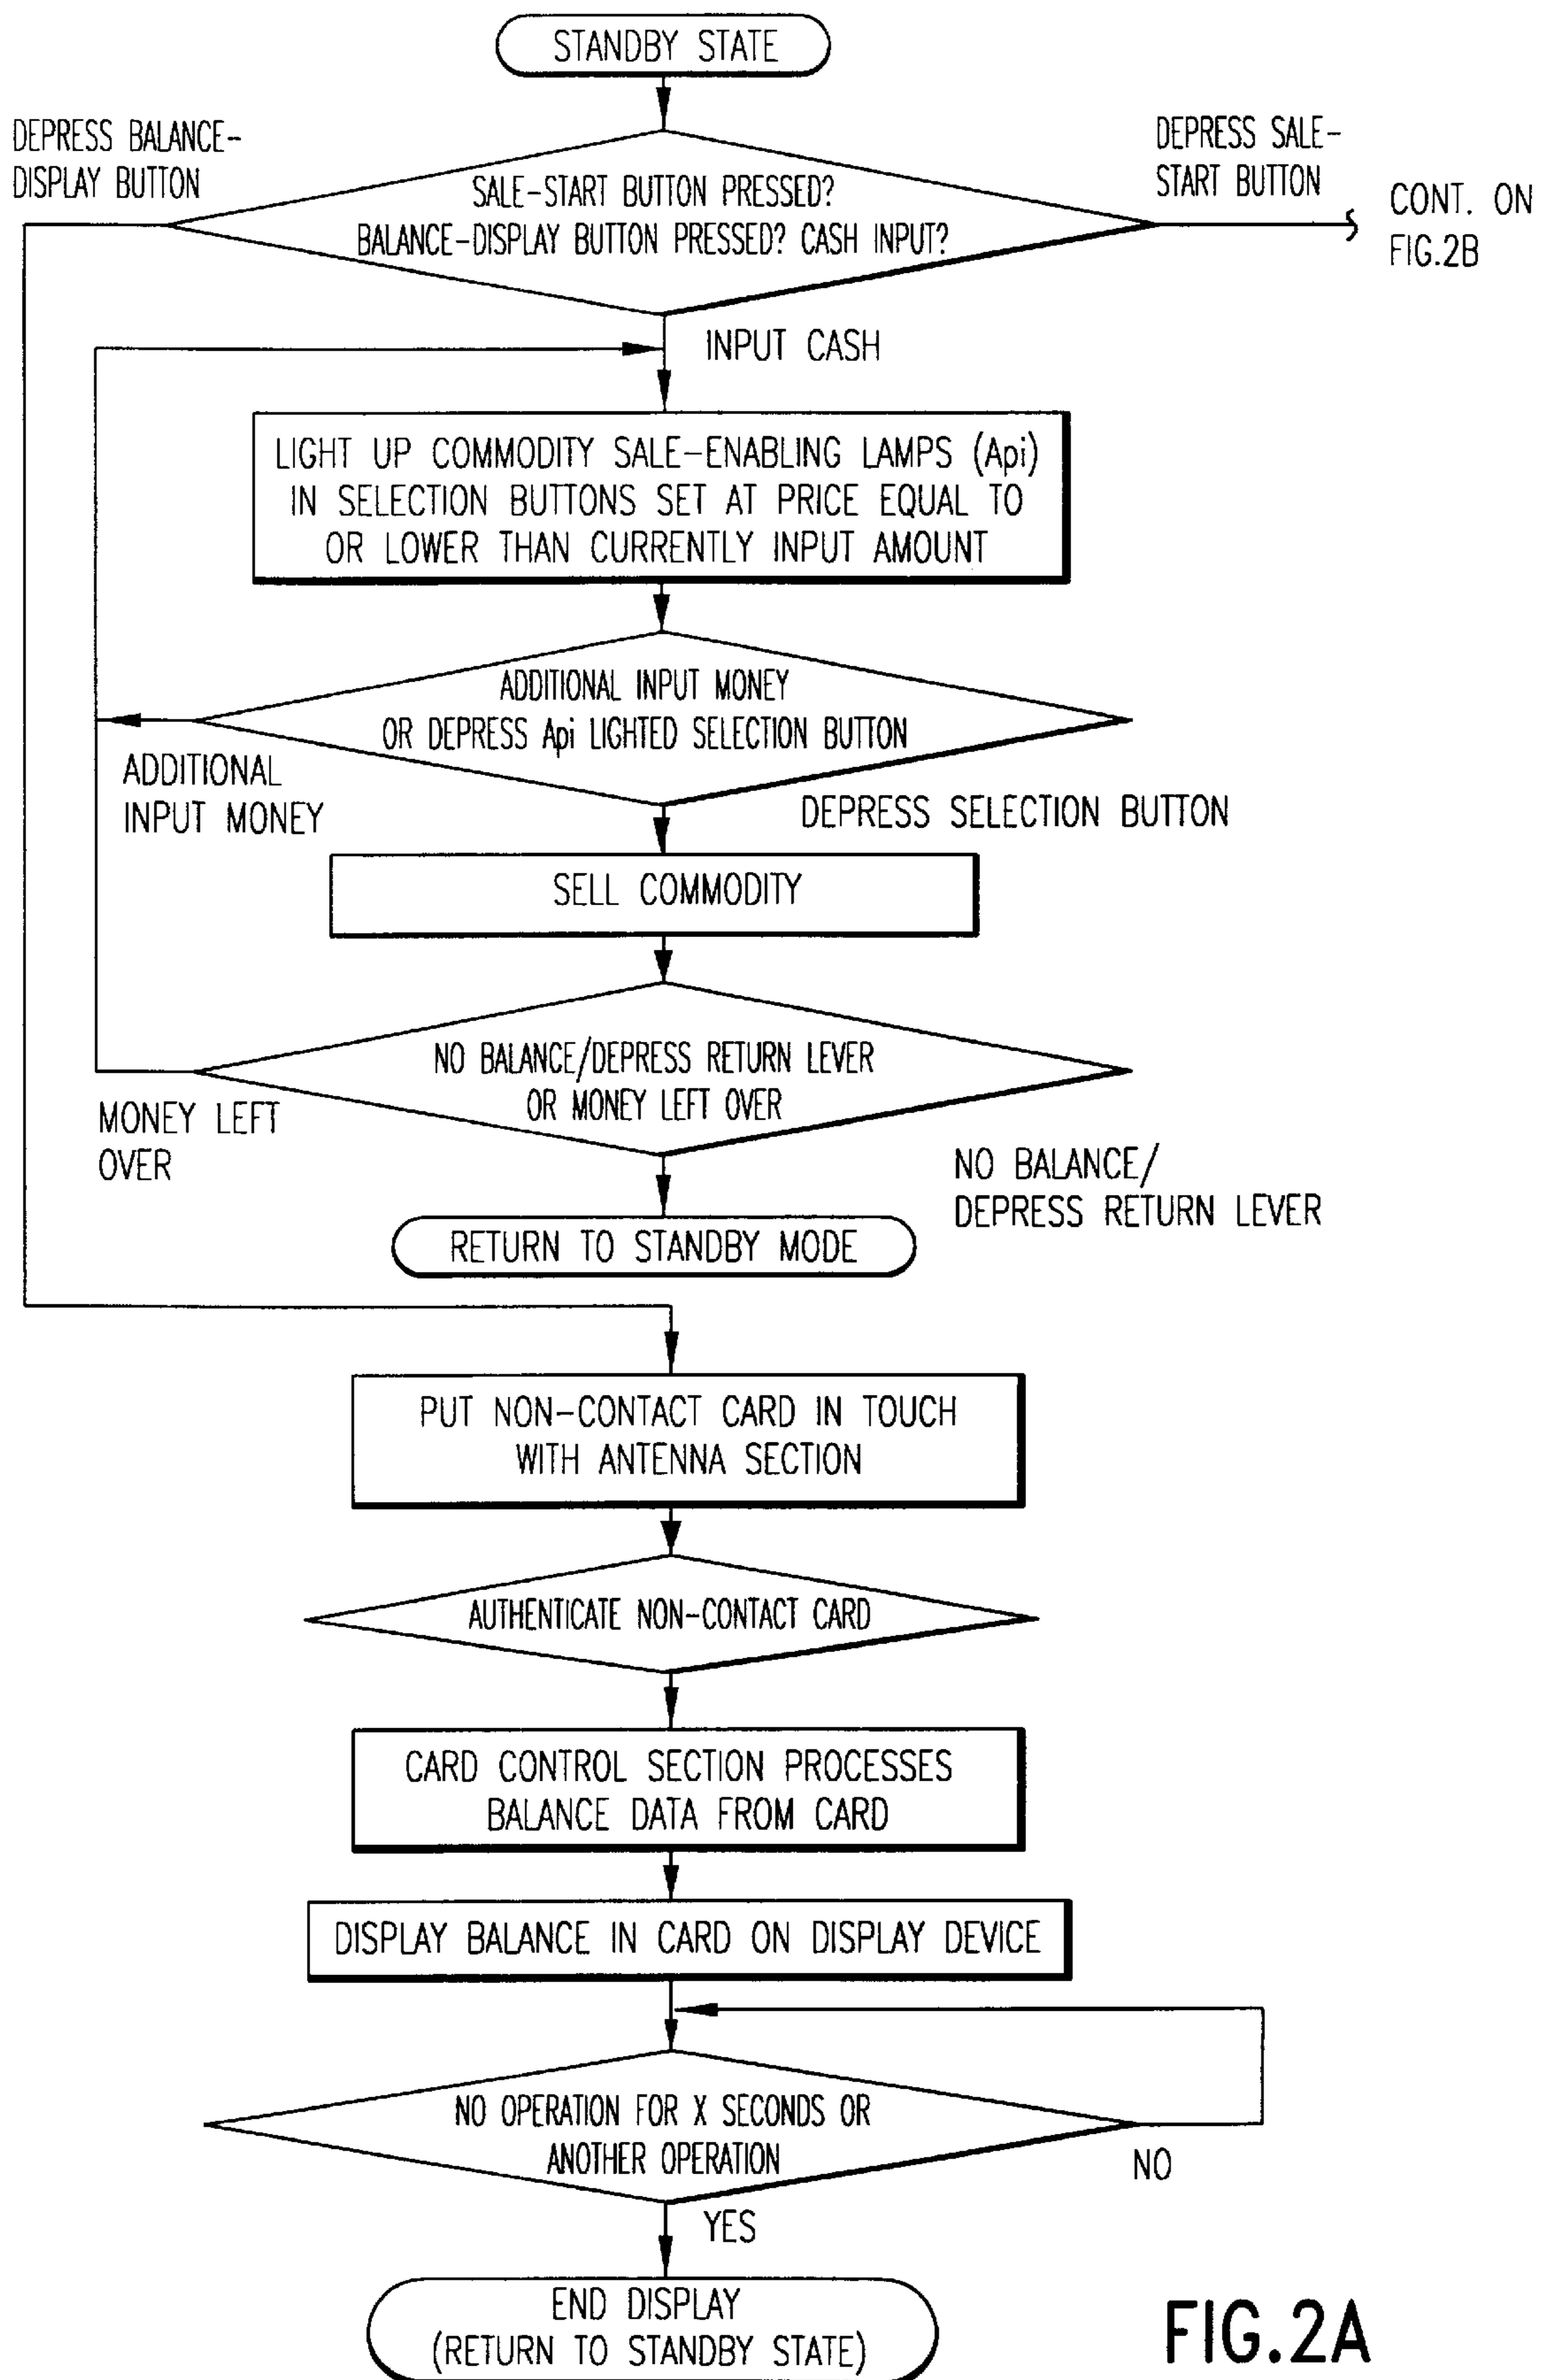 STANDBY STATE
DEPRESS BALANCE-
DISPLAY BUTTON
DEPRESS SALE-
START BUTTON
SALE-START BUTTON PRESSED?
BALANCE-DISPLAY BUTTON PRESSED? CASH INPUT?
CONT. ON
FIG.2B
INPUT CASH
LIGHT UP COMMODITY SALE-ENABLING LAMPS (Api)
IN SELECTION BUTTONS SET AT PRICE EQUAL TO
OR LOWER THAN CURRENTLY INPUT AMOUNT
ADDITIONAL INPUT MONEY
OR DEPRESS Api LIGHTED SELECTION BUTTON
ADDITIONAL
INPUT MONEY
DEPRESS SELECTION BUTTON
SELL COMMODITY
NO BALANCE/DEPRESS RETURN LEVER
OR MONEY LEFT OVER
MONEY LEFT
OVER
NO BALANCE/
DEPRESS RETURN LEVER
RETURN TO STANDBY MODE
PUT NON-CONTACT CARD IN TOUCH
WITH ANTENNA SECTION
AUTHENTICATE NON-CONTACT CARD
CARD CONTROL SECTION PROCESSES
BALANCE DATA FROM CARD
DISPLAY BALANCE IN CARD ON DISPLAY DEVICE
NO OPERATION FOR X SECONDS OR
ANOTHER OPERATION
NO
YES
END DISPLAY
(RETURN TO STANDBY STATE)
FIG.2A